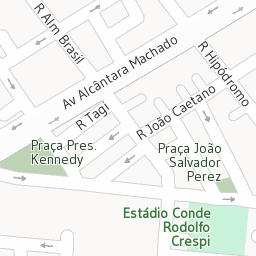 R Alm Brasil
Av Alcântara Machado
R Hipódromo
R Tagi
R João Caetano
Praça Pres.
Kennedy
Praça João
Salvador
Perez
Estádio Conde
Rodolfo
Crespi